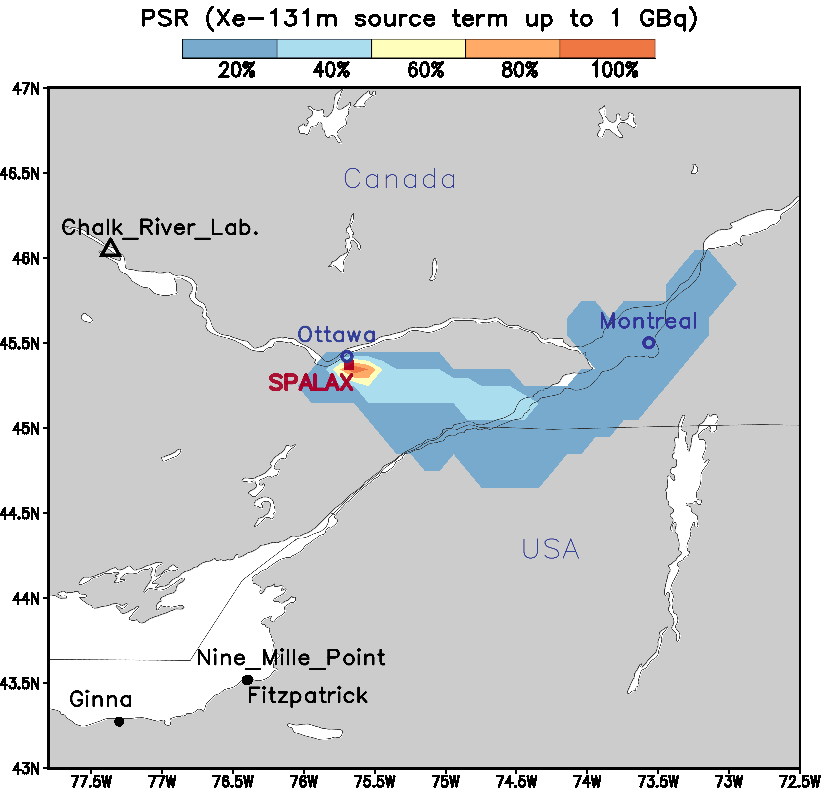 PSR (Xe-131m source term up to 1 GBq)
20% 40% 60% 80% 100%
47N
46.5N
Canada
Chalk_River_Lab.
46N
Ottawa
Montreal
45.5N
SPALAX
45N
44.5N
USA
44N
Nine_Mille_Point
43.5N
Ginna
Fitzpatrick
43N
77.5W 77W 76.5W 76W 75.5W 75W 74.5W 74W 73.5W 73W 72.5W